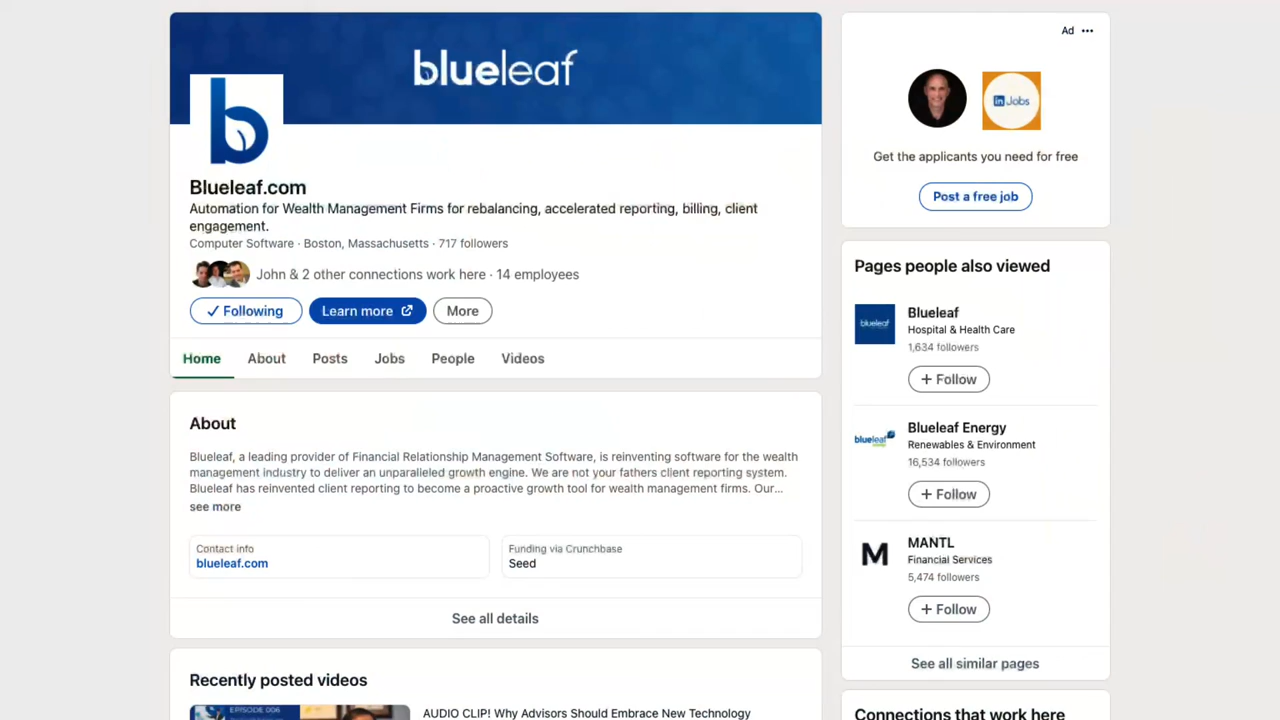 blueleaf
b
Blueleaf.com
Automation for Wealth Management Firms for rebalancing, accelerated reporting, billing, client
engagement.
Computer Software · Boston, Massachusetts · 717 followers
John & 2 other connections work here · 14 employees
Following
Learn more
More
Home
About
Posts
Jobs
People
Videos
About
Blueleaf, a leading provider of Financial Relationship Management Software, is reinventing software for the wealth
management industry to deliver an unparalleled growth engine. We are not your fathers client reporting system.
Blueleaf has reinvented client reporting to become a proactive growth tool for wealth management firms. Our...
see more
Contact info
blueleaf.com
Funding via Crunchbase
Seed
See all details
Recently posted videos
EPISODE 006
AUDIO CLIP! Why Advisors Should Embrace New Technology
Ad
in Jobs
Get the applicants you need for free
Post a free job
Pages people also viewed
blueleaf
Blueleaf
Hospital & Health Care
1,634 followers
+ Follow
blueleaf
Blueleaf Energy
Renewables & Environment
16,534 followers
+ Follow
M
MANTL
Financial Services
5,474 followers
+ Follow
See all similar pages
Connections that work here